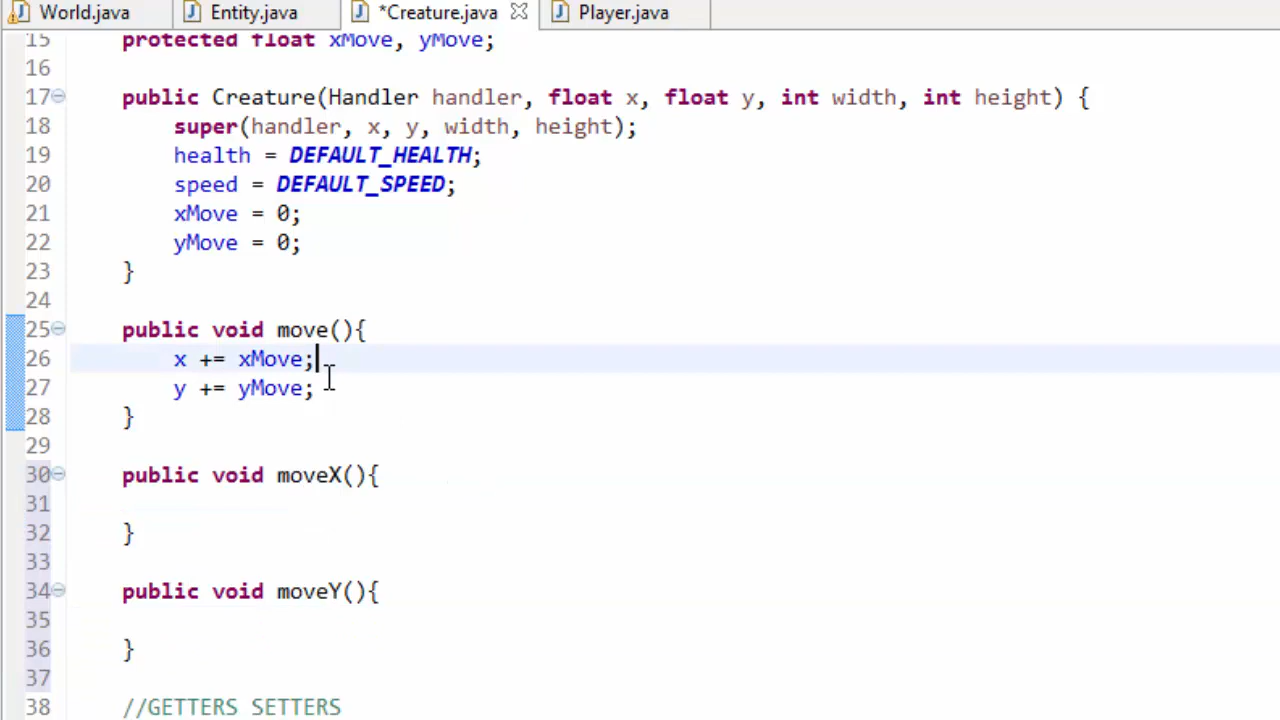 World.java Entity.java *Creature.java Player.java
15 protected float xMove, yMove;
16
17 public Creature(Handler handler, float x, float y, int width, int height) {
18 super(handler, x, y, width, height);
19 health = DEFAULT_HEALTH;
20 speed = DEFAULT_SPEED;
21 xMove = 0;
22 yMove = 0;
23 }
24
25 public void move(){
26 x += xMove;
27 y += yMove;
28 }
29
30 public void moveX(){
31
32 }
33
34 public void moveY(){
35
36 }
37
38 //GETTERS SETTERS